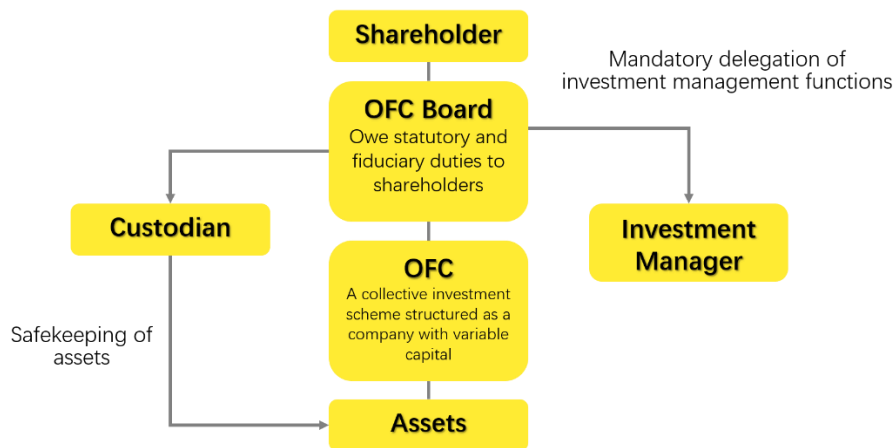 Shareholder
Mandatory delegation of
investment management functions
OFC Board
Owe statutory and
fiduciary duties to
shareholders
Custodian
Investment
Manager
OFC
A collective investment
scheme structured as a
company with variable
capital
Safekeeping of
assets
Assets